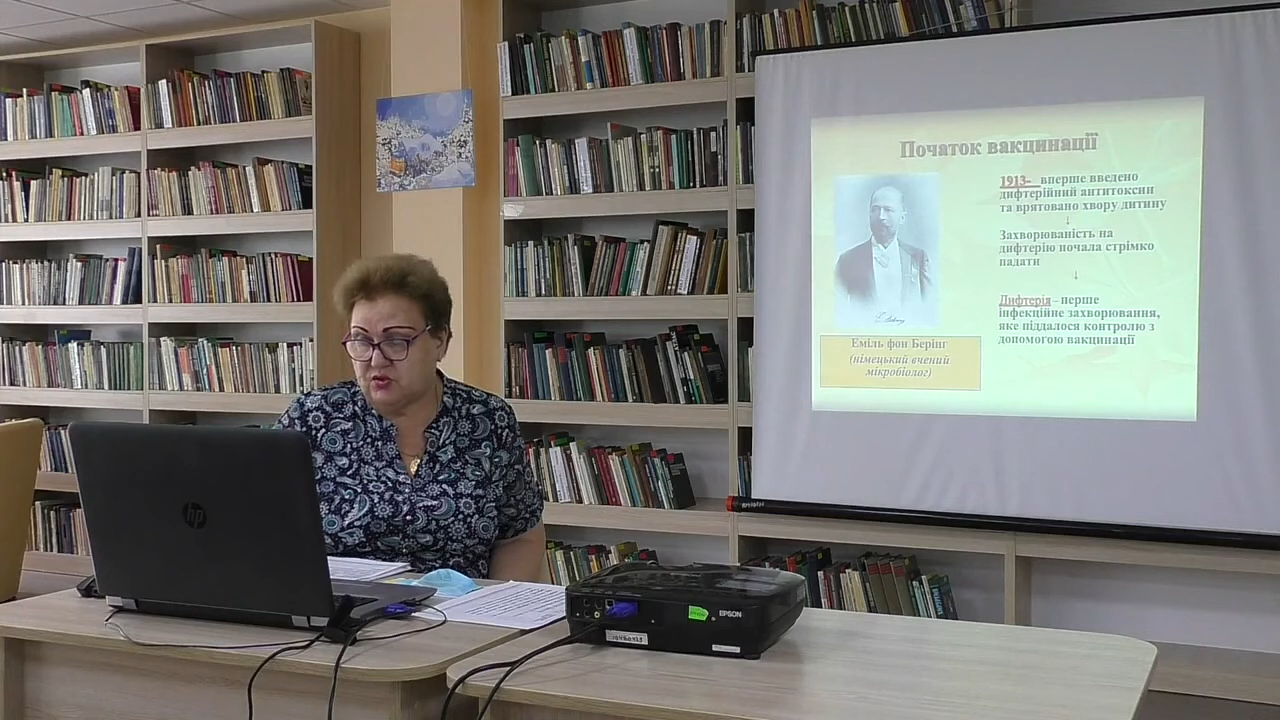 Початок вакцинації
1913- вперше введено
дифтерійний антитоксин
та врятовано хвору дитину
↓
Захворюваність на
дифтерію почала стрімко
падати
↓
Дифтерія – перше
інфекційне захворювання,
яке піддалося контролю з
допомогою вакцинації
Еміль фон Берінг
(німецький вчений
мікробіолог)
hp
EPSON